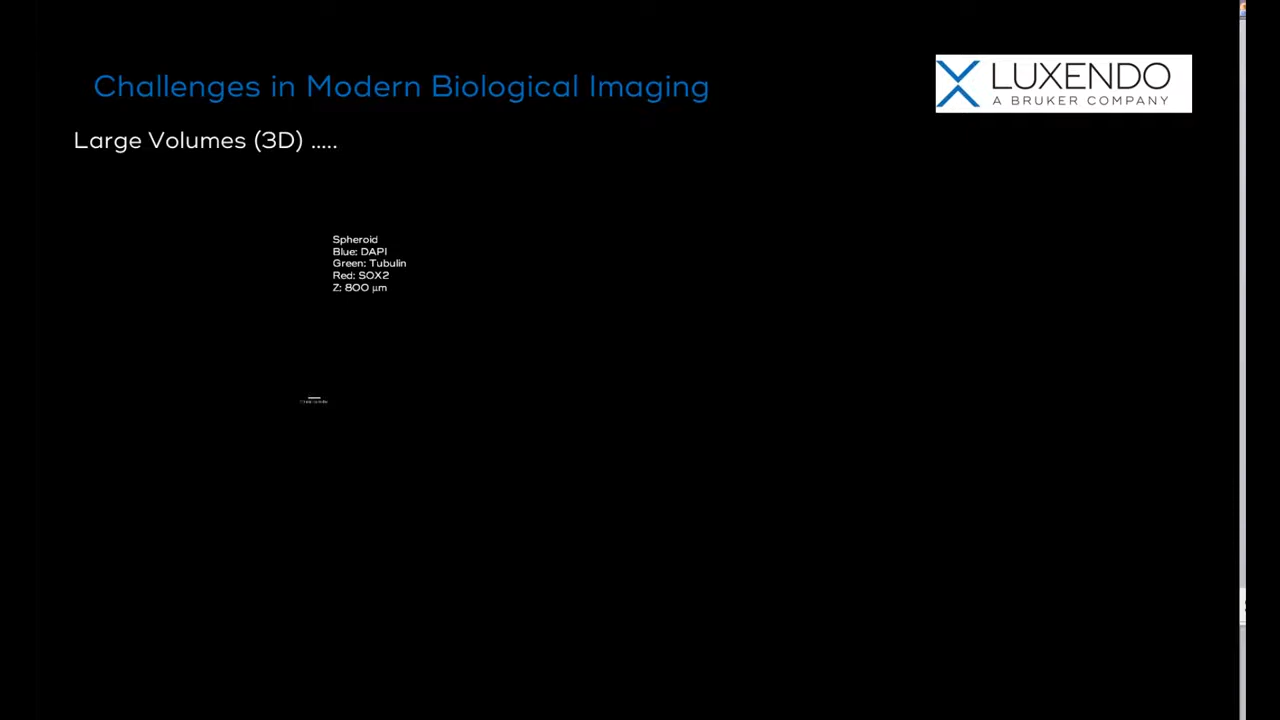 Challenges in Modern Biological Imaging
LUXENDO
A BRUKER COMPANY
Large Volumes (3D) .....
Spheroid
Blue: DAPI
Green: Tubulin
Red: SOX2
Z: 800 µm